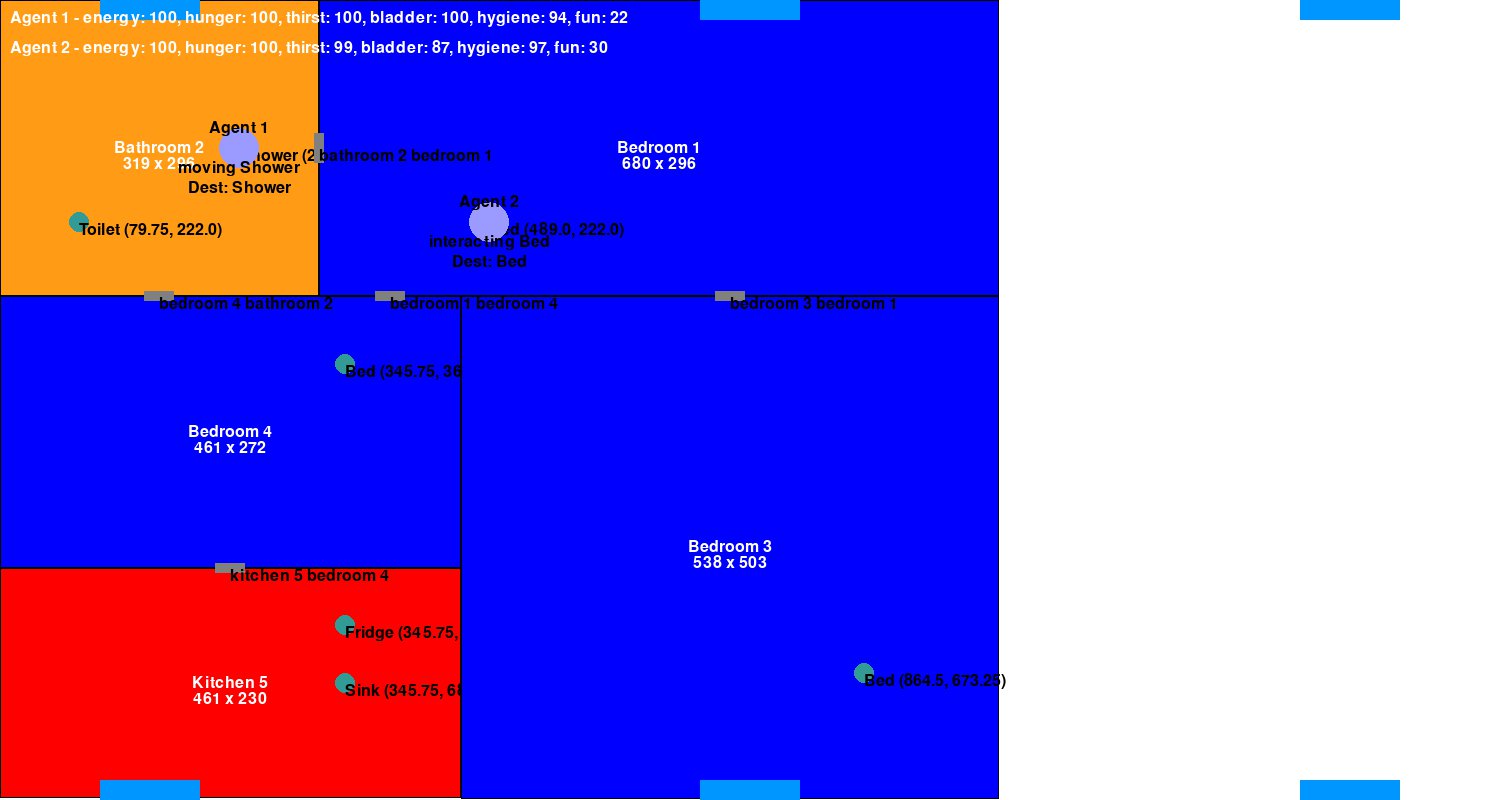 Agent 1 - energy: 100, hunger: 100, thirst: 100, bladder: 100, hygiene: 94, fun: 22
Agent 2 - energy: 100, hunger: 100, thirst: 99, bladder: 87, hygiene: 97, fun: 30
Agent 1
Bathroom 2
319 x 296
bathroom 2 bedroom 1
moving Shower
Dest: Shower
Toilet (79.75, 222.0)
Bedroom 1
680 x 296
Agent 2
(489.0, 222.0)
interacting Bed
Dest: Bed
bedroom 4 bathroom 2
bedroom 1 bedroom 4
bedroom 3 bedroom 1
Bed (345.75, 36
Bedroom 4
461 x 272
kitchen 5 bedroom 4
Bedroom 3
538 x 503
Fridge (345.75,
Kitchen 5
461 x 230
Sink (345.75, 68
Bed (864.5, 673.25)